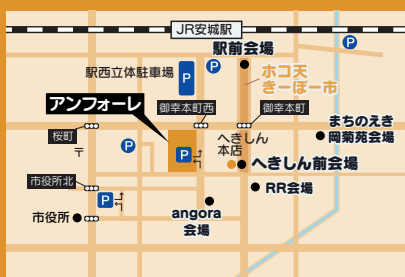 JR安城駅
駅前会場
P
P
駅西立体駐車場
P
ホコ天
きーぼー市
アンフォーレ
御幸本町西
御幸本町
まちのえき
岡菊苑会場
桜町
〒
P
P
へきしん
本店
へきしん前会場
市役所北
P
RR会場
市役所
angora
会場